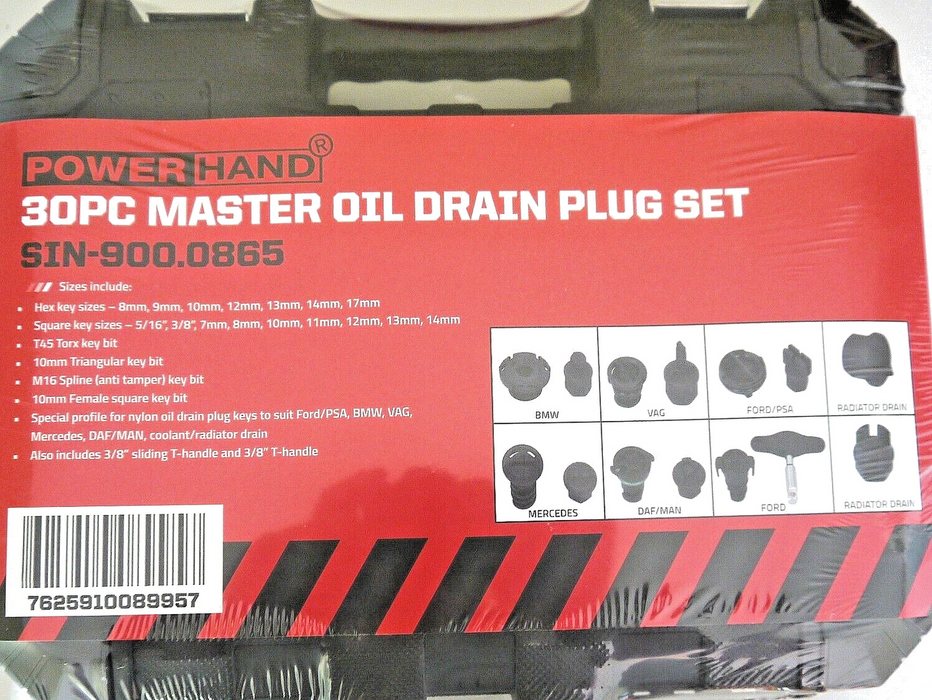 POWERHAND®
30PC MASTER OIL DRAIN PLUG SET
SIN-900.0865
Sizes include:
▪ Hex key sizes – 8mm, 9mm, 10mm, 12mm, 13mm, 14mm, 17mm
▪ Square key sizes – 5/16", 3/8", 7mm, 8mm, 10mm, 11mm, 12mm, 13mm, 14mm
▪ T45 Torx key bit
▪ 10mm Triangular key bit
▪ M16 Spline (anti tamper) key bit
▪ 10mm Female square key bit
▪ Special profile for nylon oil drain plug keys to suit Ford/PSA, BMW, VAG,
Mercedes, DAF/MAN, coolant/radiator drain
▪ Also includes 3/8" sliding T-handle and 3/8" T-handle
BMW
VAG
FORD/PSA
RADIATOR DRAIN
MERCEDES
DAF/MAN
FORD
RADIATOR DRAIN
7625910089957